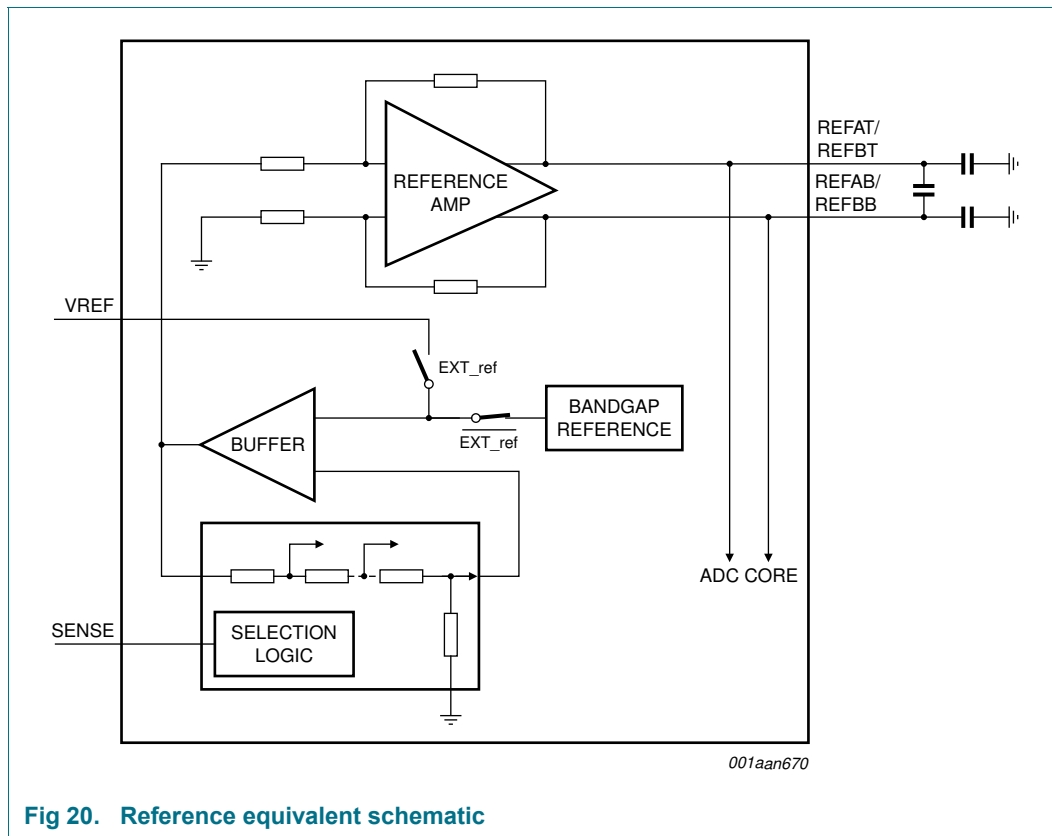 REFAT/
REFBT
REFERENCE
AMP
REFAB/
REFBB
VREF
EXT_ref
BANDGAP
REFERENCE
EXT_ref
BUFFER
ADC CORE
SENSE
SELECTION
LOGIC
001aan670
Fig 20. Reference equivalent schematic